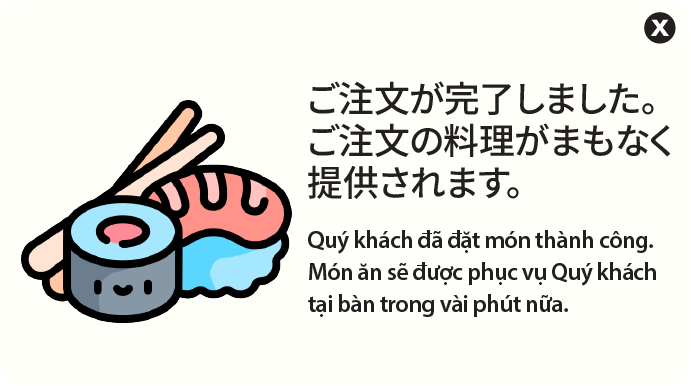 X
ご注文が完了しました。
ご注文の料理がまもなく
提供されます。
Quý khách đã đặt món thành công.
Món ăn sẽ được phục vụ Quý khách
tại bàn trong vài phút nữa.